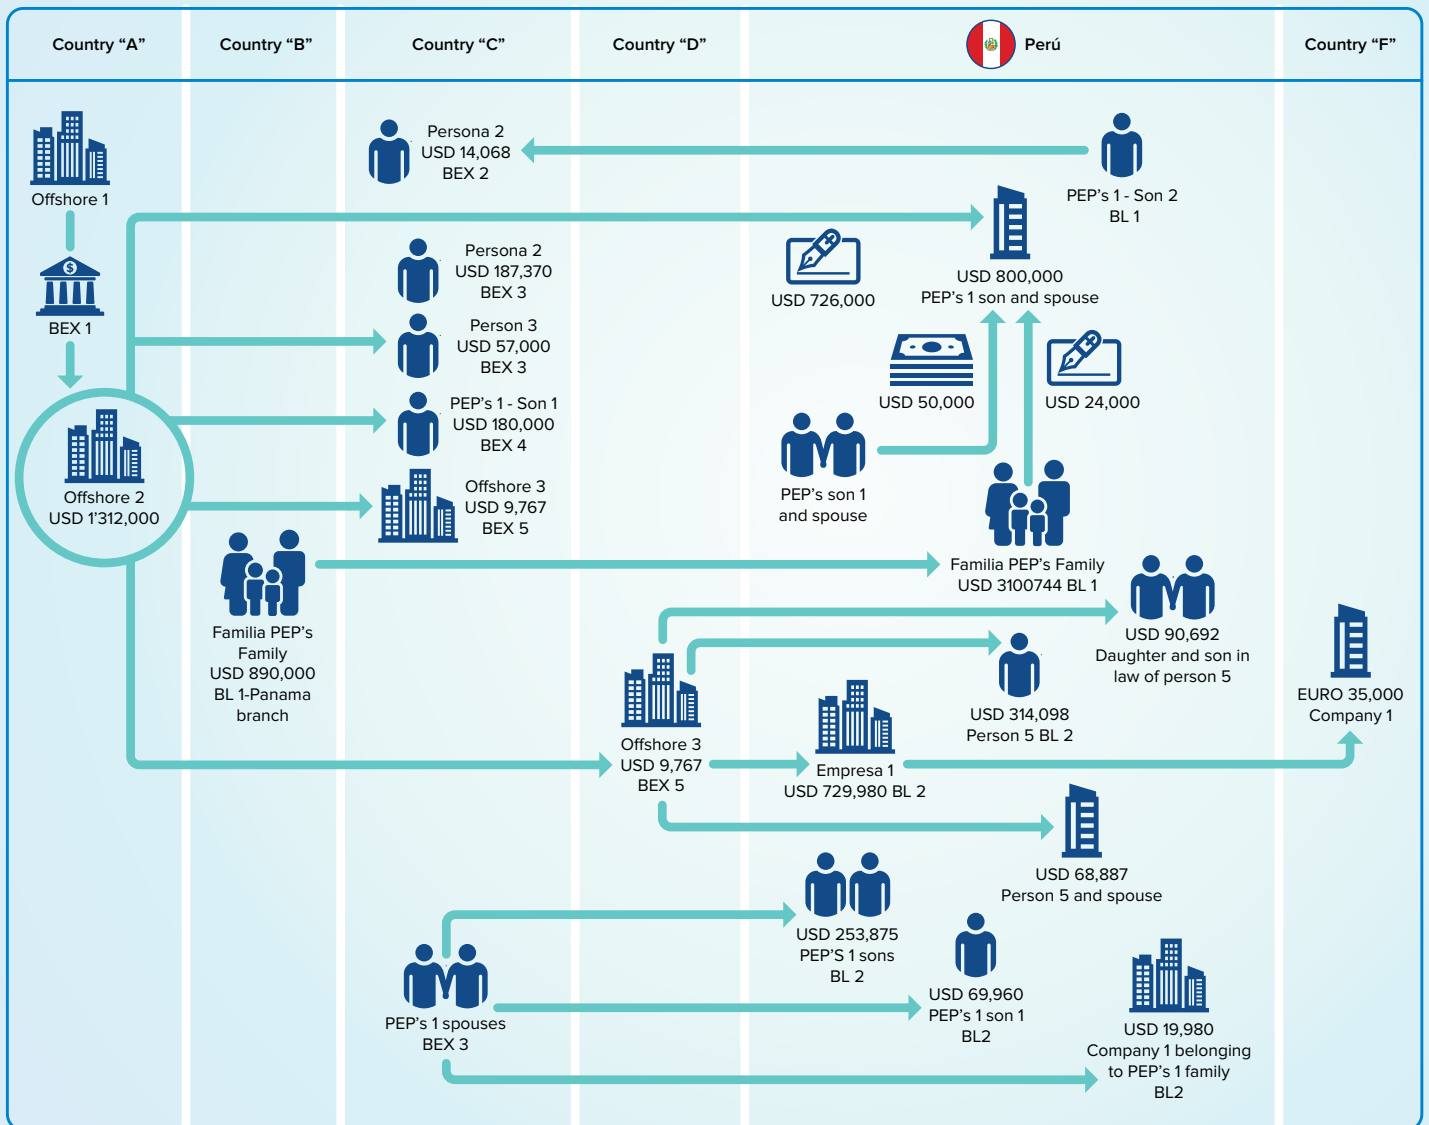 Country “A”
Country “B”
Country “C”
Country “D”
Perú
Country “F”
Offshore 1
BEX 1
Offshore 2
USD 1’312,000
Familia PEP’s
Family
USD 890,000
BL 1-Panama
branch
Persona 2
USD 14,068
BEX 2
Persona 2
USD 187,370
BEX 3
Person 3
USD 57,000
BEX 3
PEP’s 1 - Son 1
USD 180,000
BEX 4
Offshore 3
USD 9,767
BEX 5
PEP’s 1 spouses
BEX 3
Offshore 3
USD 9,767
BEX 5
PEP’s 1 - Son 2
BL 1
USD 726,000
USD 800,000
PEP’s 1 son and spouse
USD 50,000
USD 24,000
PEP’s son 1
and spouse
Familia PEP’s Family
USD 3100744 BL 1
USD 90,692
Daughter and son in
law of person 5
USD 314,098
Person 5 BL 2
Empresa 1
USD 729,980 BL 2
USD 68,887
Person 5 and spouse
USD 253,875
PEP’S 1 sons
BL 2
USD 69,960
PEP’s 1 son 1
BL2
USD 19,980
Company 1 belonging
to PEP’s 1 family
BL2
EURO 35,000
Company 1